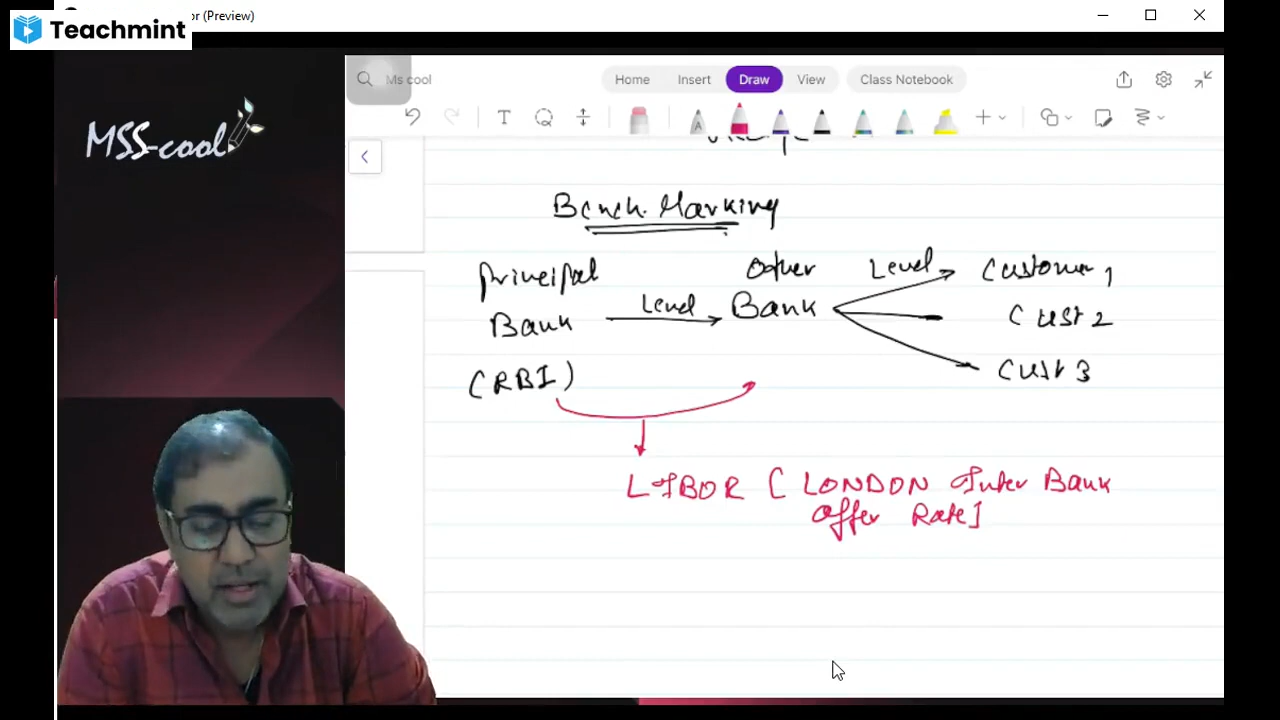 Teachmint
or (Preview)
MSS-cool
Ms cool
Home Insert Draw View Class Notebook
Bench Marking
Principal Bank (RBI)
Level
Other Bank
Level
Customer 1
Cust 2
Cust 3
LIBOR [LONDON Inter Bank
Offer Rate]